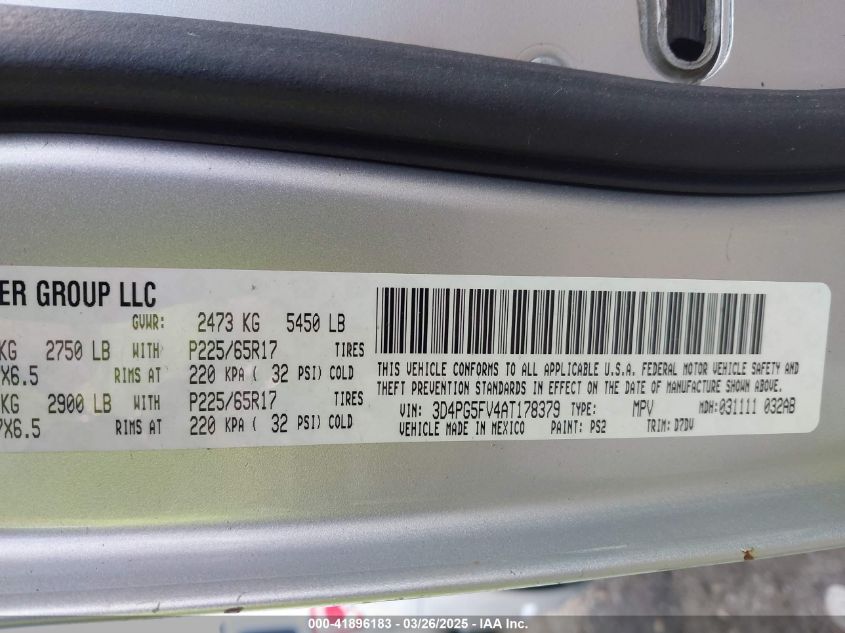 ER GROUP LLC
GVWR: 2473 KG 5450 LB
KG 2750 LB WITH P225/65R17 TIRES
X6.5 RIMS AT 220 KPA ( 32 PSI) COLD
KG 2900 LB WITH P225/65R17 TIRES
X6.5 RIMS AT 220 KPA ( 32 PSI) COLD
THIS VEHICLE CONFORMS TO ALL APPLICABLE U.S.A. FEDERAL MOTOR VEHICLE SAFETY AND
THEFT PREVENTION STANDARDS IN EFFECT ON THE DATE OF MANUFACTURE SHOWN ABOVE.
VIN: 3D4PG5FV4AT178379 TYPE: MPV MDH:031111 032AB
VEHICLE MADE IN MEXICO PAINT: PS2 TRIM: D7DV
000-41896183 - 03/26/2025 - IAA Inc.